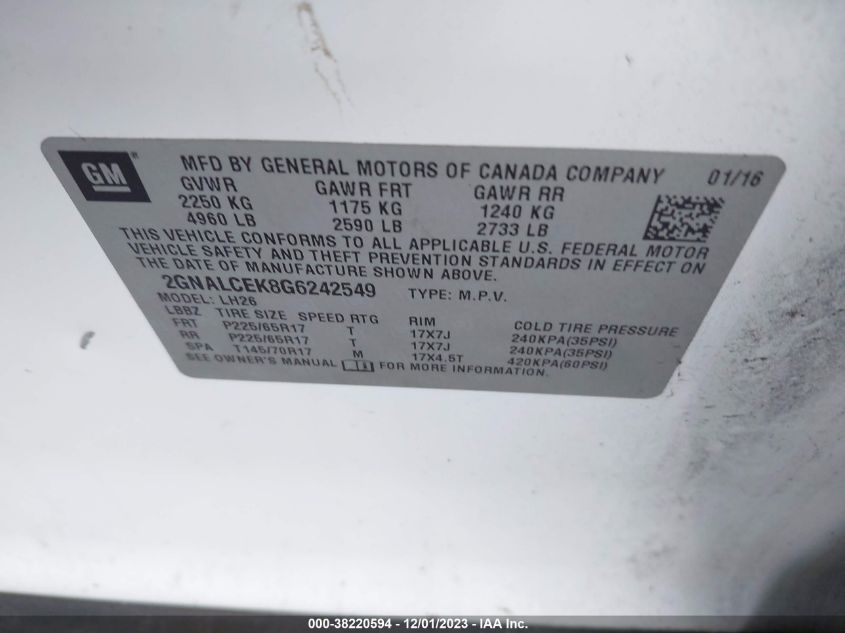 GM ®
MFD BY GENERAL MOTORS OF CANADA COMPANY 01/16
GVWR GAWR FRT GAWR RR
2250 KG 1175 KG 1240 KG
4960 LB 2590 LB 2733 LB
THIS VEHICLE CONFORMS TO ALL APPLICABLE U.S. FEDERAL MOTOR
VEHICLE SAFETY AND THEFT PREVENTION STANDARDS IN EFFECT ON
THE DATE OF MANUFACTURE SHOWN ABOVE.
2GNALCEK8G6242549 TYPE: M.P.V.
MODEL: LH26
LBBZ TIRE SIZE SPEED RTG RIM COLD TIRE PRESSURE
FRT P225/65R17 T 17X7J 240KPA(35PSI)
RR P225/65R17 T 17X7J 240KPA(35PSI)
SPA T145/70R17 M 17X4.5T 420KPA(60PSI)
SEE OWNER'S MANUAL FOR MORE INFORMATION.
000-38220594 - 12/01/2023 - IAA Inc.